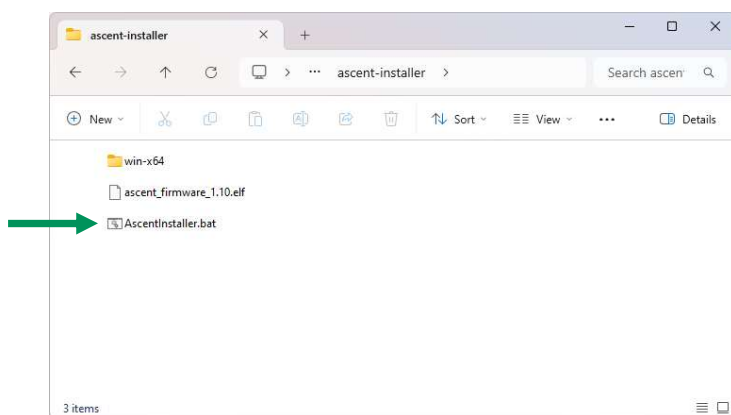 ascent-installer
ascent-installer
Search ascen
New
Sort
View
Details
win-x64
ascent_firmware_1.10.elf
AscentInstaller.bat
3 items